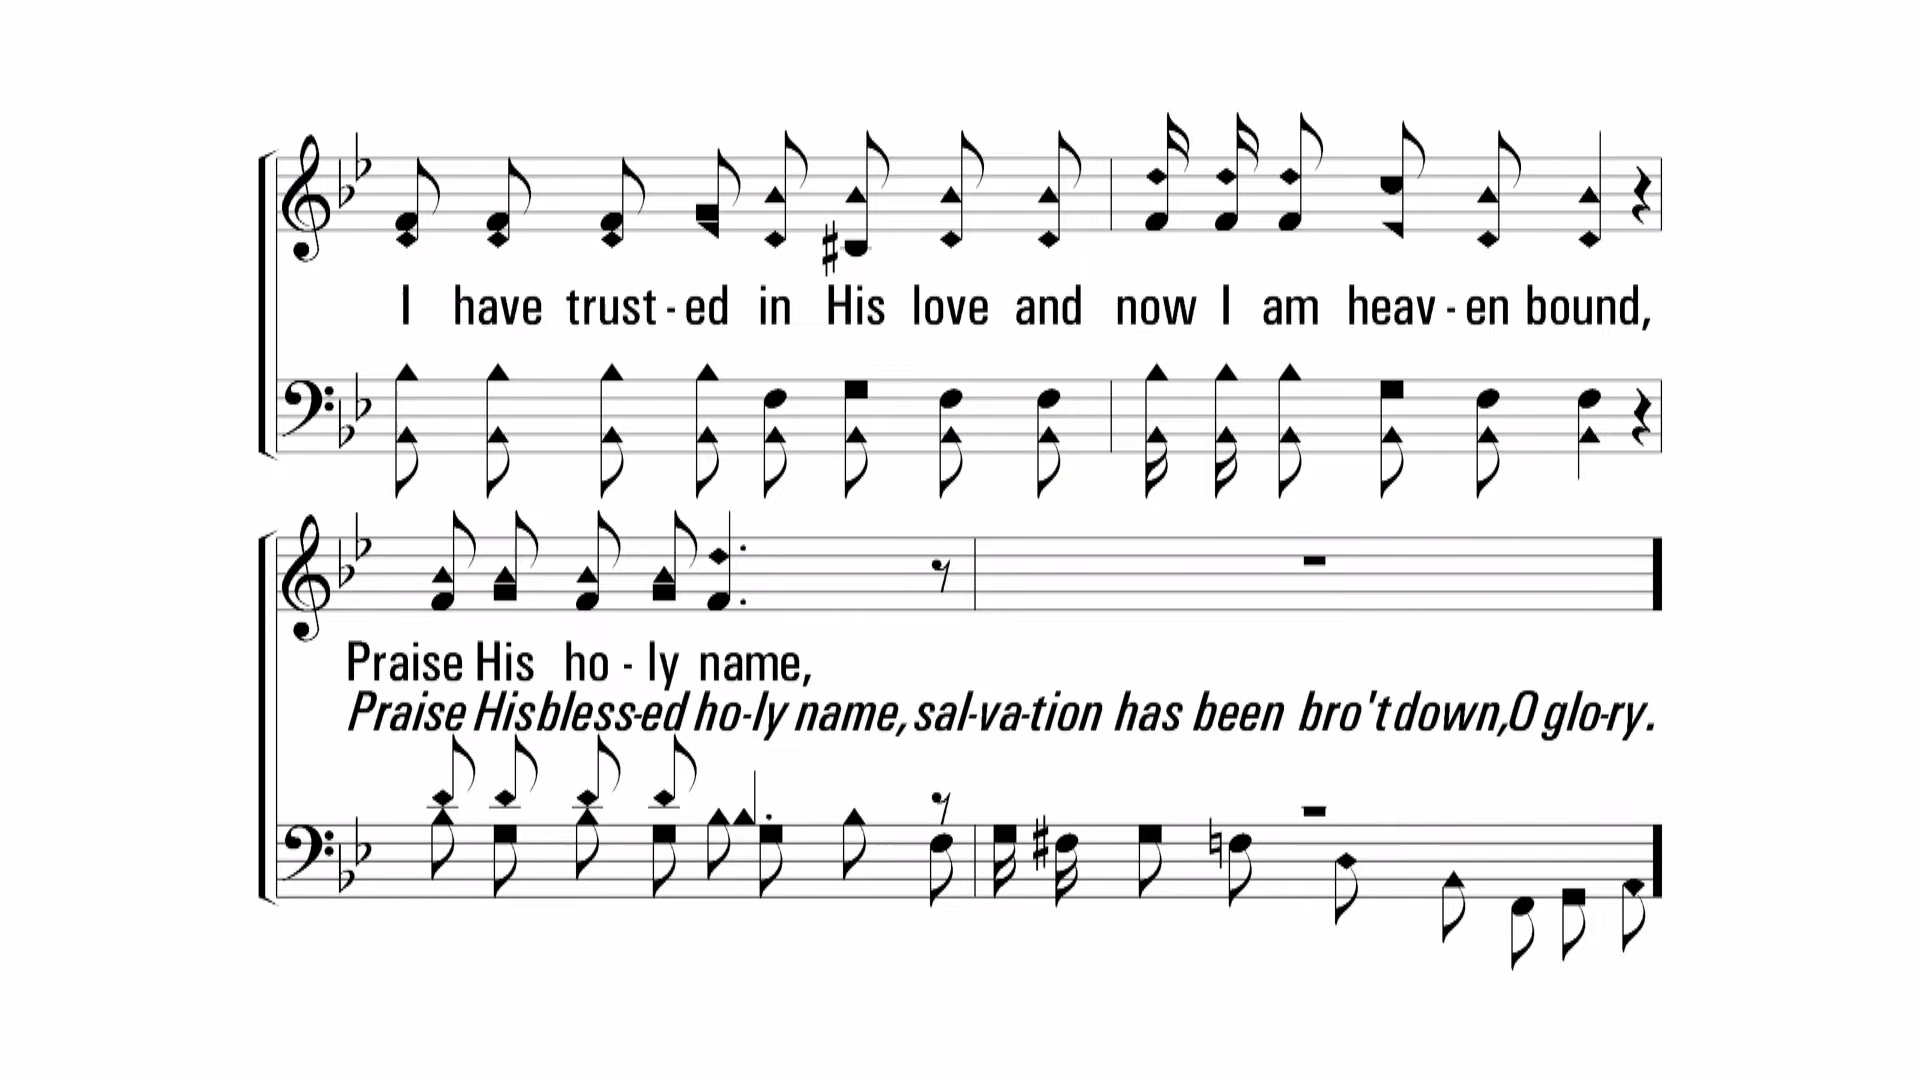 I have trust - ed in His love and now I am heav - en bound,
Praise His ho - ly name,
Praise His bless-ed ho-ly name, sal-va-tion has been bro't down, O glo-ry.